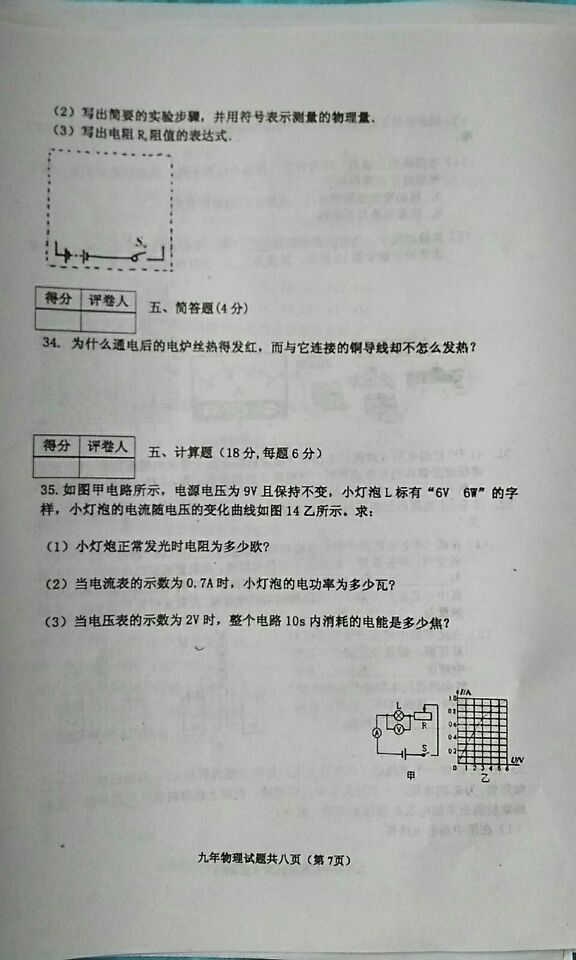 (2) 写出简要的实验步骤，并用符号表示测量的物理量.
(3) 写出电阻 Rx阻值的表达式.
S
得分 评卷人
五、简答题(4分)
34. 为什么通电后的电炉丝热得发红，而与它连接的铜导线却不怎么发热？
得分 评卷人
五、计算题（18分,每题6分）
35.如图甲电路所示，电源电压为9V且保持不变，小灯泡L标有“6V 6W”的字
样，小灯泡的电流随电压的变化曲线如图14乙所示。求：
(1) 小灯炮正常发光时电阻为多少欧?
(2) 当电流表的示数为0.7A时，小灯泡的电功率为多少瓦?
(3) 当电压表的示数为2V时，整个电路10s内消耗的电能是多少焦?
L
V
R
A
S
甲
I/A
1.0
0.8
0.6
0.4
0.2
0 1 2 3 4 5 6 U/V
乙
九年物理试题共八页（第7页）